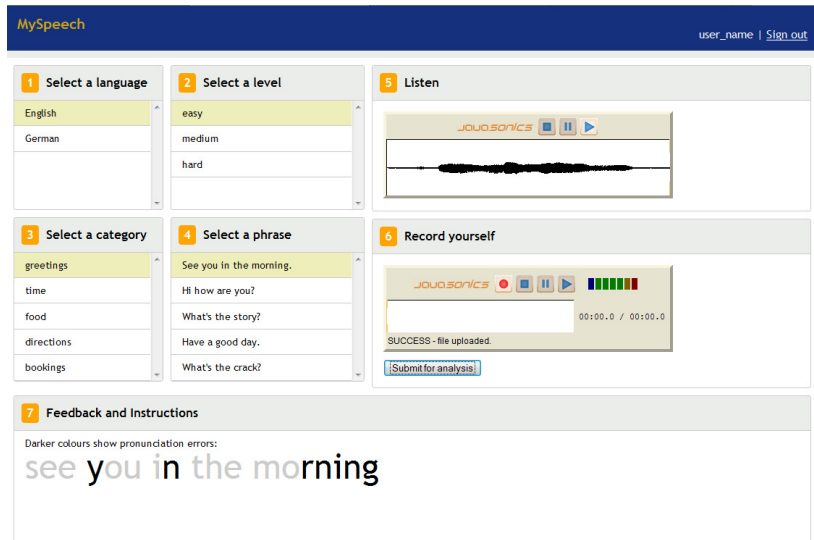 MySpeech
user_name | Sign out
1 Select a language
English
German
2 Select a level
easy
medium
hard
5 Listen
Javasonics
3 Select a category
greetings
time
food
directions
bookings
4 Select a phrase
See you in the morning.
Hi how are you?
What's the story?
Have a good day.
What's the crack?
6 Record yourself
Javasonics
00:00.0 / 00:00.0
SUCCESS - file uploaded.
Submit for analysis
7 Feedback and Instructions
Darker colours show pronunciation errors:
see you in the morning